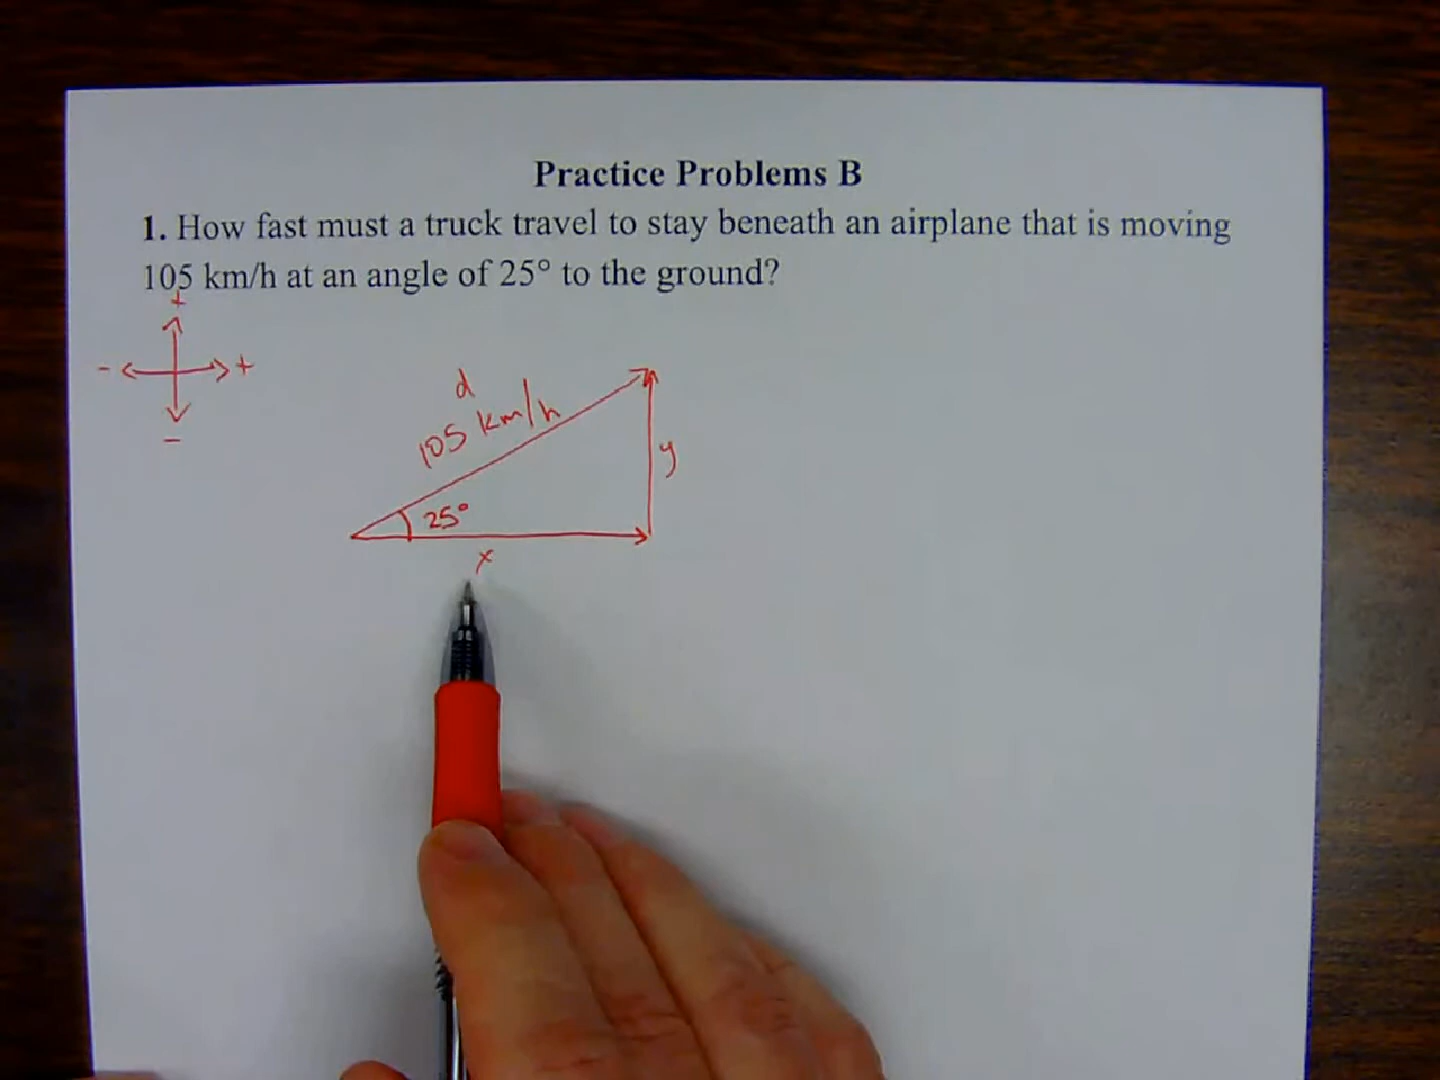 Practice Problems B
1. How fast must a truck travel to stay beneath an airplane that is moving
105 km/h at an angle of 25° to the ground?
+
- +
-
d
105 km/h
y
25°
x